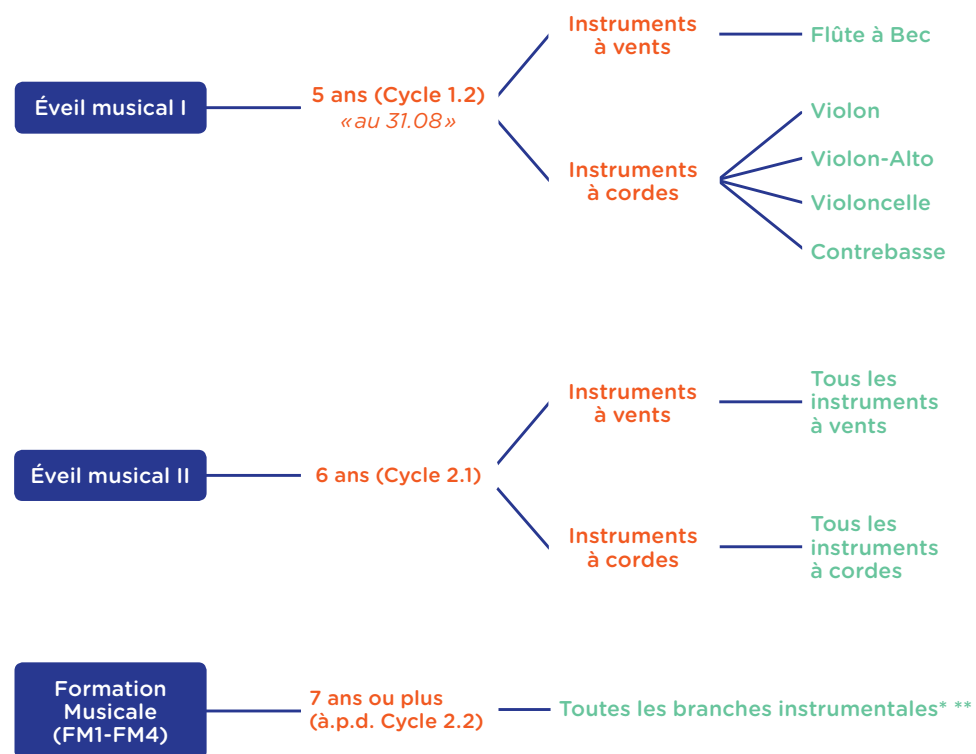 Éveil musical I
5 ans (Cycle 1.2)
«au 31.08»
Instruments
à vents
Flûte à Bec
Instruments
à cordes
Violon
Violon-Alto
Violoncelle
Contrebasse
Éveil musical II
6 ans (Cycle 2.1)
Instruments
à vents
Tous les
instruments
à vents
Instruments
à cordes
Tous les
instruments
à cordes
Formation
Musicale
(FM1-FM4)
7 ans ou plus
(à.p.d. Cycle 2.2)
Toutes les branches instrumentales* **